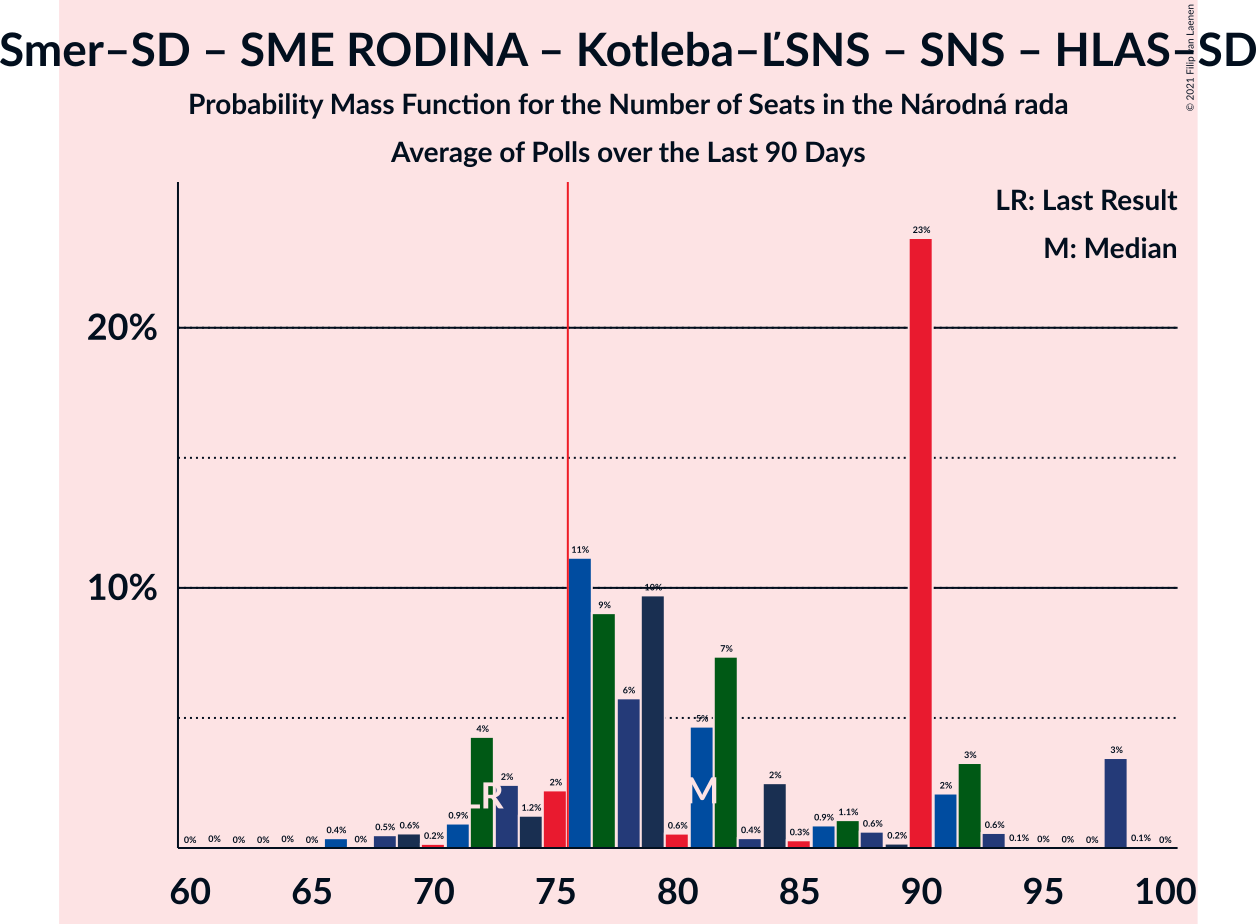 Smer–SD – SME RODINA – Kotleba–ĽSNS – SNS – HLAS–SD
© 2021 Filip van Laenen
Probability Mass Function for the Number of Seats in the Národná rada
Average of Polls over the Last 90 Days
LR: Last Result
M: Median
20%
10%
0% 0% 0% 0% 0% 0% 0.4% 0% 0.5% 0.6% 0.2% 0.9% 4% 2% 1.2% 2% 11% 9% 6% 10% 0.6% 5% 7% 0.4% 2% 0.3% 0.9% 1.1% 0.6% 0.2% 23% 2% 3% 0.6% 0.1% 0% 0% 0% 3% 0.1% 0%
LR M
60 65 70 75 80 85 90 95 100